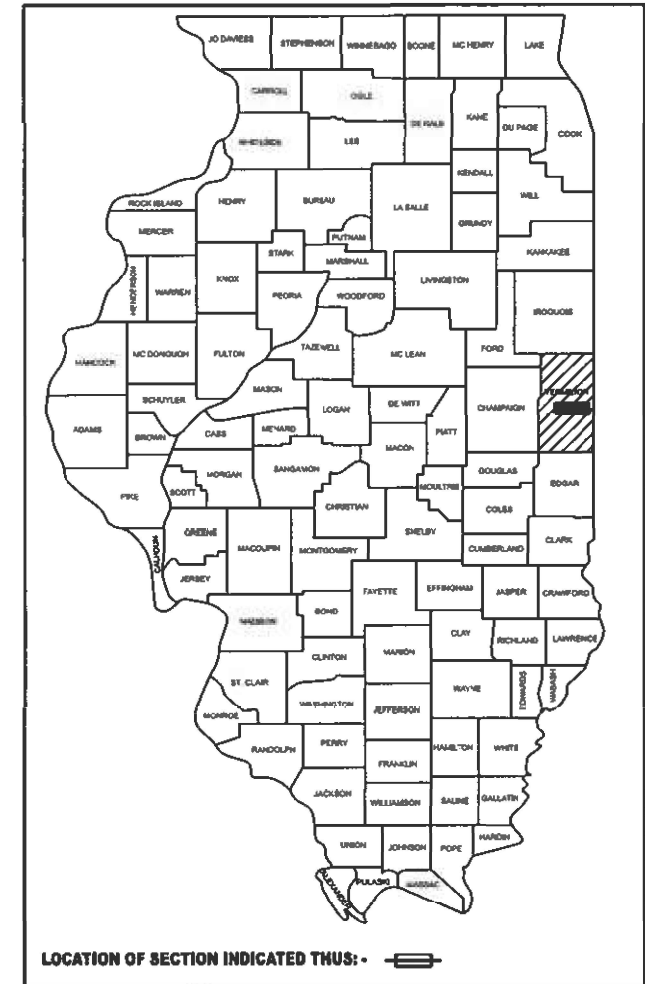 JO DAVIESS STEPHENSON WINNEBAGO BOONE MC HENRY LAKE
CARROLL OGLE DE KALB KANE DU PAGE COOK
WHITESIDE LEE
KENDALL WILL
ROCK ISLAND HENRY BUREAU LA SALLE GRUNDY
MERCER PUTNAM
STARK MARSHALL KANKAKEE
HENDERSON WARREN KNOX PEORIA WOODFORD LIVINGSTON IROQUOIS
HANCOCK MC DONOUGH FULTON TAZEWELL MC LEAN FORD
MASON VERMILION
SCHUYLER LOGAN DE WITT CHAMPAIGN
ADAMS BROWN CASS MENARD MACON PIATT
MORGAN SANGAMON DOUGLAS EDGAR
PIKE SCOTT CHRISTIAN MOULTRIE
COLES
GREENE MACOUPIN MONTGOMERY SHELBY CUMBERLAND CLARK
CALHOUN JERSEY
FAYETTE EFFINGHAM JASPER CRAWFORD
MADISON BOND
CLAY RICHLAND LAWRENCE
CLINTON MARION
ST. CLAIR WAYNE EDWARDS WABASH
WASHINGTON JEFFERSON
MONROE
RANDOLPH PERRY HAMILTON WHITE
FRANKLIN
JACKSON WILLIAMSON SALINE GALLATIN
UNION JOHNSON POPE HARDIN
ALEXANDER PULASKI MASSAC
LOCATION OF SECTION INDICATED THUS: -